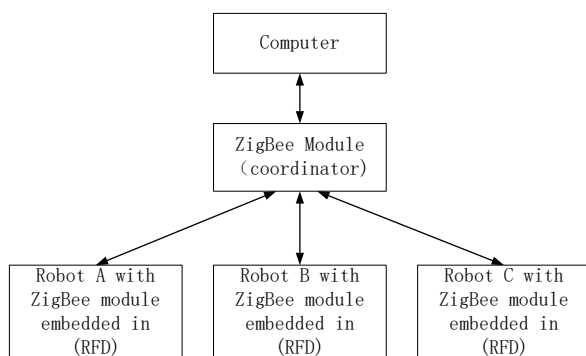 Computer
ZigBee Module
（coordinator)
Robot A with
ZigBee module
embedded in
(RFD)
Robot B with
ZigBee module
embedded in
(RFD)
Robot C with
ZigBee module
embedded in
(RFD)